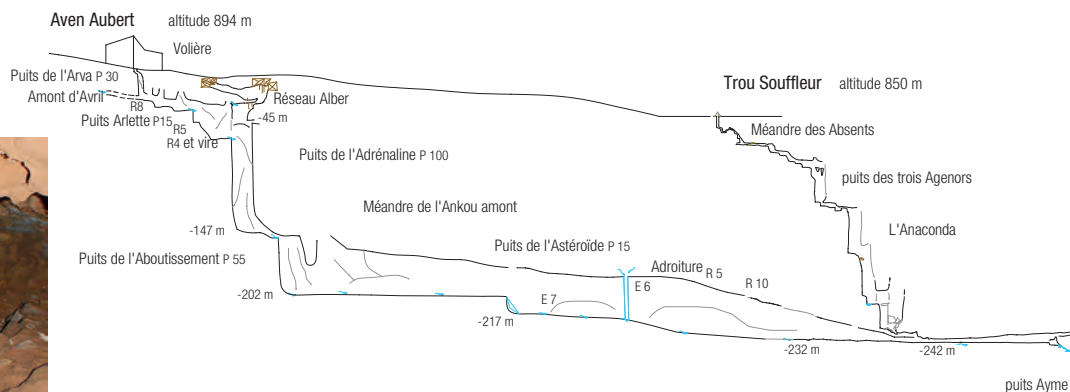 Aven Aubert altitude 894 m
Volière
Puits de l'Arva P 30
Amont d'Avril
R8
Réseau Alber
Puits Arlette P15
-45 m
R5
R4 et vire
Trou Souffleur altitude 850 m
Méandre des Absents
Puits de l'Adrénaline P 100
puits des trois Agenors
Méandre de l'Ankou amont
L'Anaconda
-147 m
Puits de l'Astéroïde P 15
Puits de l'Aboutissement P 55
Adroiture R 5
R 10
E 6
-202 m
E 7
-217 m
-232 m
-242 m
puits Ayme